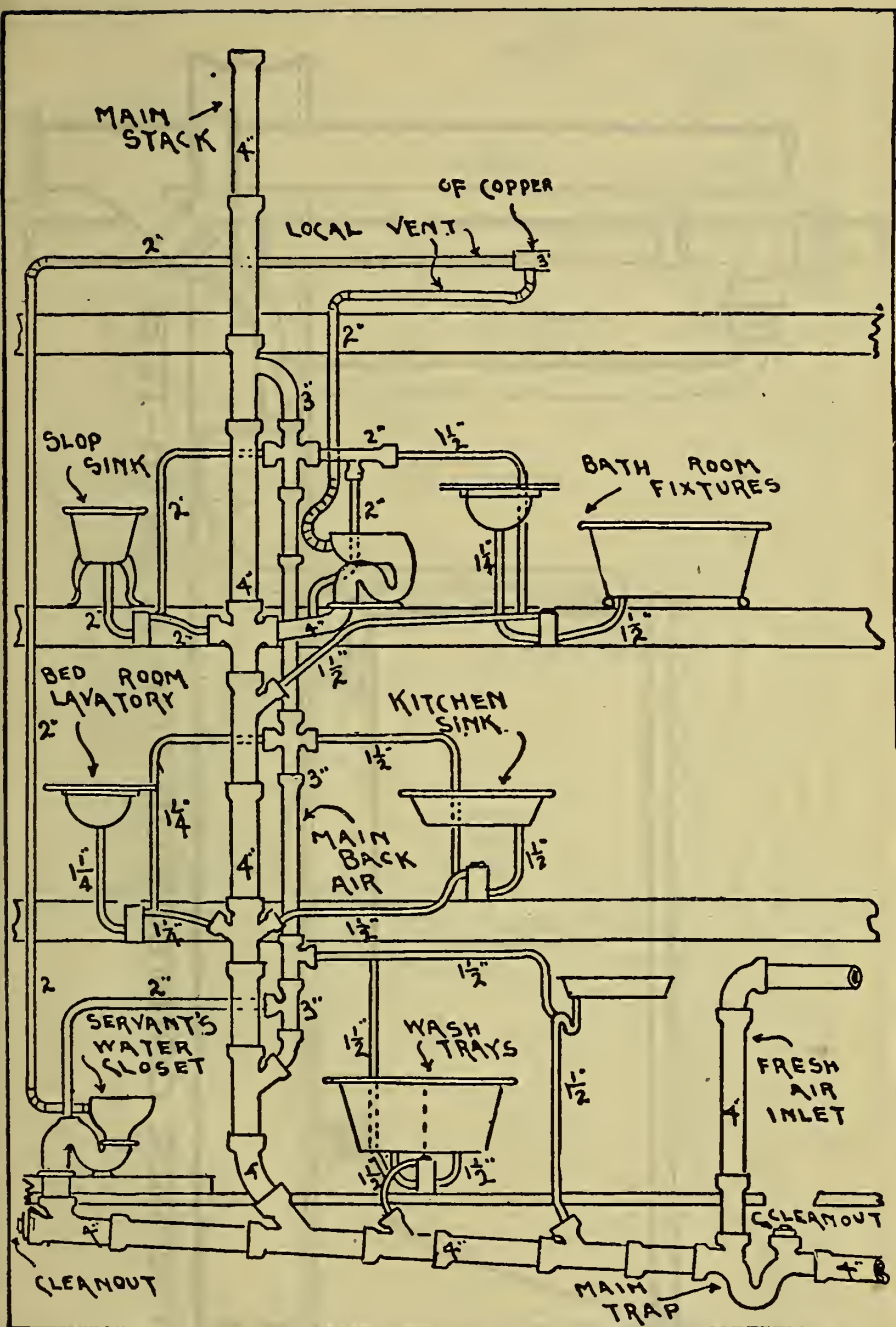 MAIN
STACK
4"
OF COPPER
LOCAL VENT
2"
3"
2"
3"
SLOP
SINK
2"
1½"
BATH ROOM
FIXTURES
2"
2"
1¼"
4"
2"
2"
4"
1½"
1½"
BED ROOM
LAVATORY
KITCHEN
SINK
2"
1½"
3"
1¼"
MAIN
BACK
AIR
4"
1¼"
1½"
1¼"
1½"
1½"
2
2"
3"
SERVANT'S
WATER
CLOSET
WASH
TRAYS
1½
1½"
FRESH
AIR
INLET
4"
1½"
1½"
4"
CLEANOUT
4"
4"
4"
CLEANOUT
MAIN
TRAP